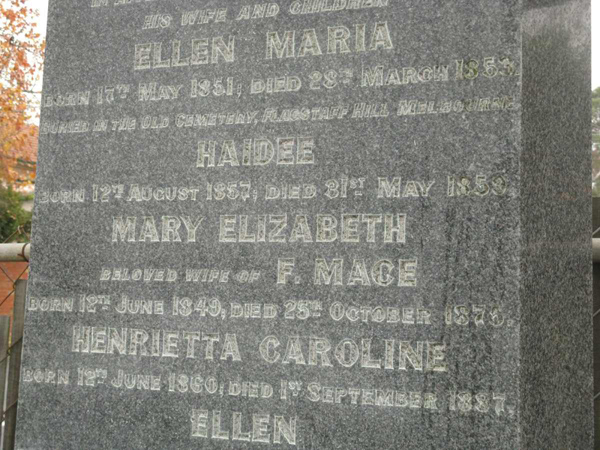 HIS WIFE AND CHILDREN
ELLEN MARIA
BORN 17TH MAY 1851; DIED 28TH MARCH 1853.
BURIED IN THE OLD CEMETERY, FLAGSTAFF HILL MELBOURNE
HAIDEE
BORN 12TH AUGUST 1857; DIED 31ST MAY 1858.
MARY ELIZABETH
BELOVED WIFE OF F. MACE
BORN 12TH JUNE 1849; DIED 25TH OCTOBER
HENRIETTA CAROLINE
BORN 12TH JUNE 1860; DIED 1ST SEPTEMBER 1887.
ELLEN